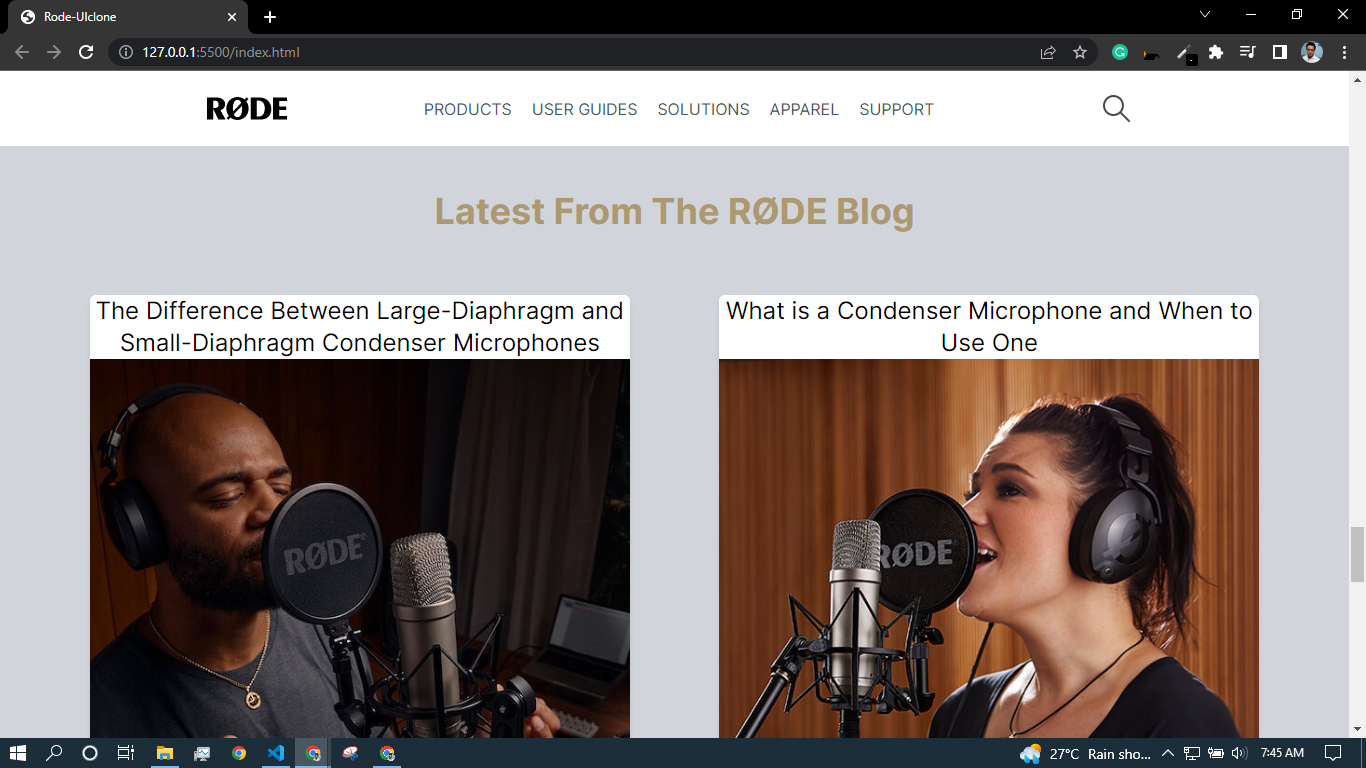 Rode-UIclone
127.0.0.1:5500/index.html
RØDE
PRODUCTS USER GUIDES SOLUTIONS APPAREL SUPPORT
Latest From The RØDE Blog
The Difference Between Large-Diaphragm and
Small-Diaphragm Condenser Microphones
What is a Condenser Microphone and When to
Use One
RØDE
RØDE
27°C Rain sho... 7:45 AM